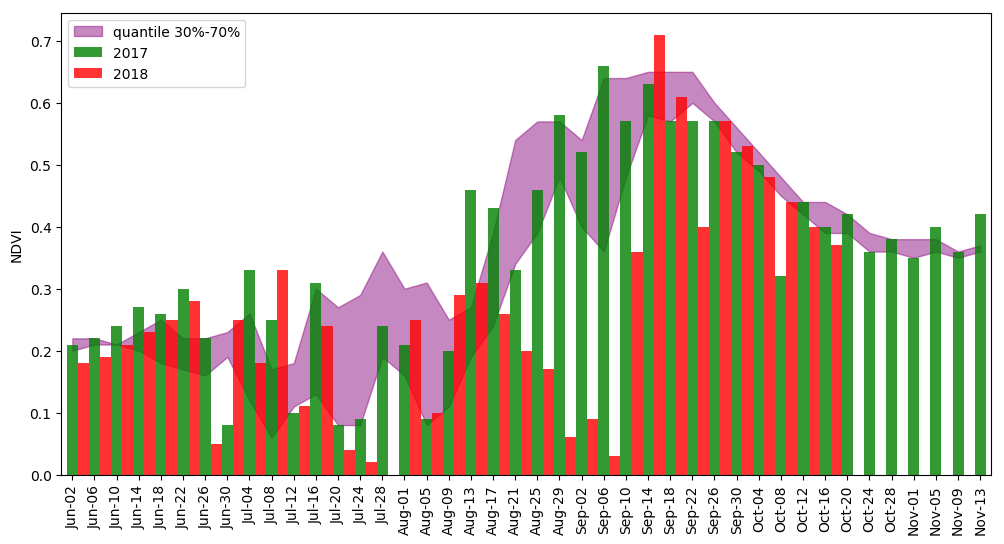 quantile 30%-70%
2017
2018
NDVI
0.7
0.6
0.5
0.4
0.3
0.2
0.1
0.0
Jun-02
Jun-06
Jun-10
Jun-14
Jun-18
Jun-22
Jun-26
Jun-30
Jul-04
Jul-08
Jul-12
Jul-16
Jul-20
Jul-24
Jul-28
Aug-01
Aug-05
Aug-09
Aug-13
Aug-17
Aug-21
Aug-25
Aug-29
Sep-02
Sep-06
Sep-10
Sep-14
Sep-18
Sep-22
Sep-26
Sep-30
Oct-04
Oct-08
Oct-12
Oct-16
Oct-20
Oct-24
Oct-28
Nov-01
Nov-05
Nov-09
Nov-13